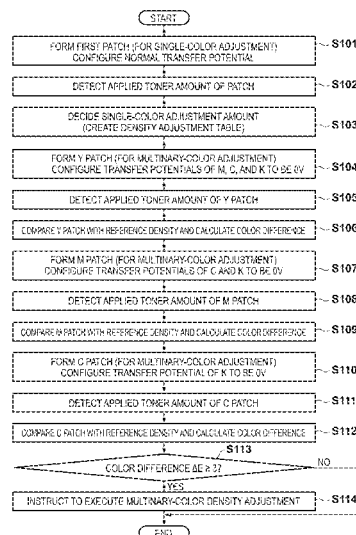 START
FORM FIRST PATCH (FOR SINGLE-COLOR ADJUSTMENT)
CONFIGURE NORMAL TRANSFER POTENTIAL
S101
DETECT APPLIED TONER AMOUNT OF PATCH
S102
DECIDE SINGLE-COLOR ADJUSTMENT AMOUNT
(CREATE DENSITY ADJUSTMENT TABLE)
S103
FORM Y PATCH (FOR MULTINARY-COLOR ADJUSTMENT)
CONFIGURE TRANSFER POTENTIALS OF M, C, AND K TO BE 0V
S104
DETECT APPLIED TONER AMOUNT OF Y PATCH
S105
COMPARE Y PATCH WITH REFERENCE DENSITY AND CALCULATE COLOR DIFFERENCE
S106
FORM M PATCH (FOR MULTINARY-COLOR ADJUSTMENT)
CONFIGURE TRANSFER POTENTIALS OF C AND K TO BE 0V
S107
DETECT APPLIED TONER AMOUNT OF M PATCH
S108
COMPARE M PATCH WITH REFERENCE DENSITY AND CALCULATE COLOR DIFFERENCE
S109
FORM C PATCH (FOR MULTINARY-COLOR ADJUSTMENT)
CONFIGURE TRANSFER POTENTIAL OF K TO BE 0V
S110
DETECT APPLIED TONER AMOUNT OF C PATCH
S111
COMPARE C PATCH WITH REFERENCE DENSITY AND CALCULATE COLOR DIFFERENCE
S112
S113
COLOR DIFFERENCE ΔE ≥ 3?
NO
YES
INSTRUCT TO EXECUTE MULTINARY-COLOR DENSITY ADJUSTMENT
S114
END